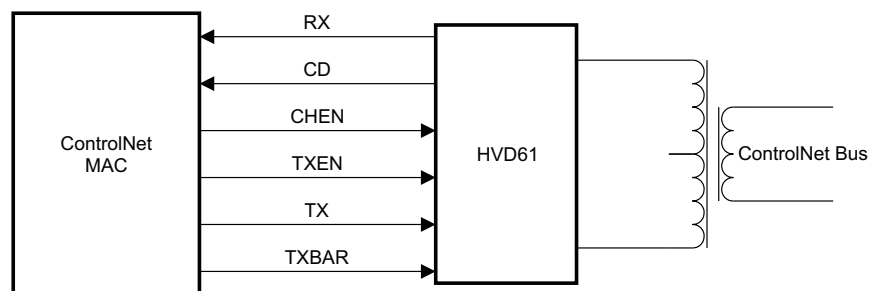 RX
CD
CHEN
TXEN
TX
TXBAR
ControlNet
MAC
HVD61
ControlNet Bus